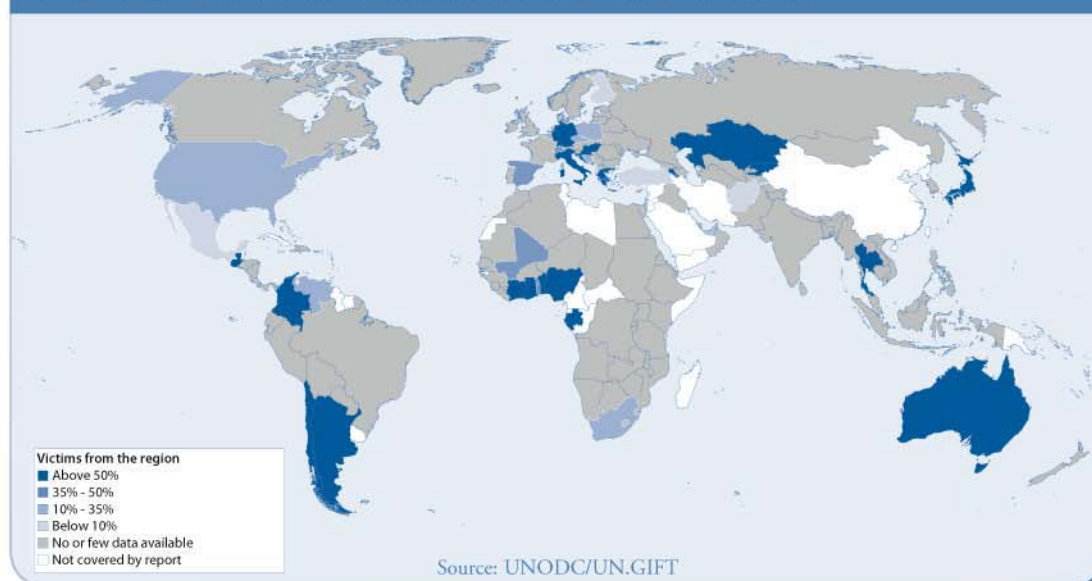 Victims from the region
Above 50%
35% - 50%
10% - 35%
Below 10%
No or few data available
Not covered by report
Source: UNODC/UN.GIFT